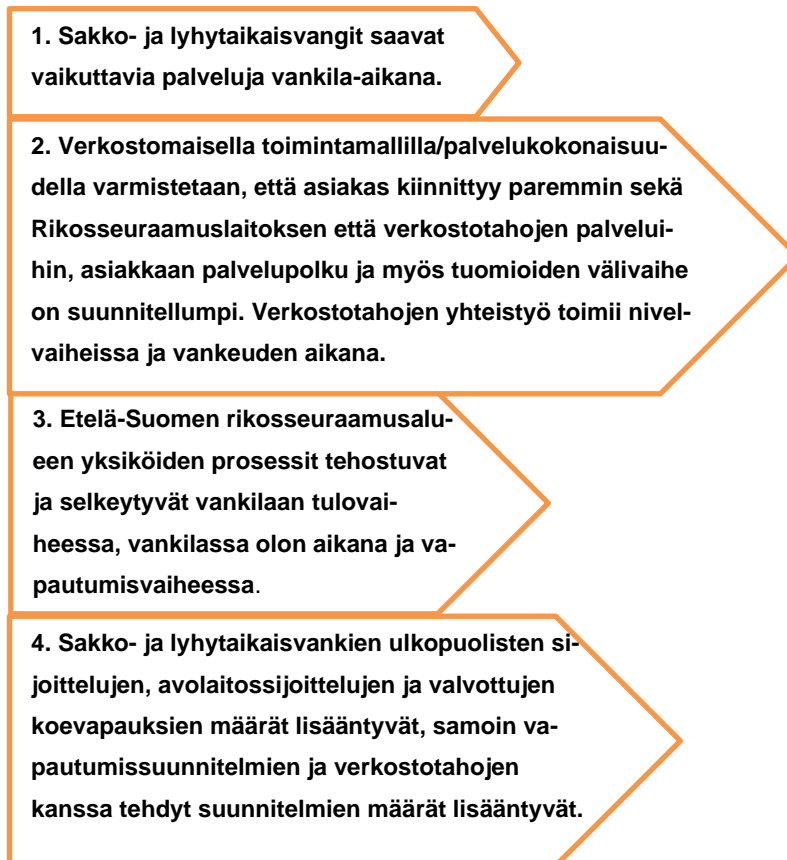 1. Sakko- ja lyhytaikaisvangit saavat
vaikuttavia palveluja vankila-aikana.
2. Verkostomaisella toimintamallilla/palvelukokonaisuu-
della varmistetaan, että asiakas kiinnittyy paremmin sekä
Rikosseuraamuslaitoksen että verkostotahojen palvelui-
hin, asiakkaan palvelupolku ja myös tuomioiden välivaihe
on suunnitellumpi. Verkostotahojen yhteistyö toimii nivel-
vaiheissa ja vankeuden aikana.
3. Etelä-Suomen rikosseuraamusalu-
een yksiköiden prosessit tehostuvat
ja selkeytyvät vankilaan tulovai-
heessa, vankilassa olon aikana ja va-
pautumisvaiheessa.
4. Sakko- ja lyhytaikaisvankien ulkopuolisten si-
joittelujen, avolaitossijoittelujen ja valvottujen
koevapauksien määrät lisääntyvät, samoin va-
pautumissuunnitelmien ja verkostotahojen
kanssa tehdyt suunnitelmien määrät lisääntyvät.